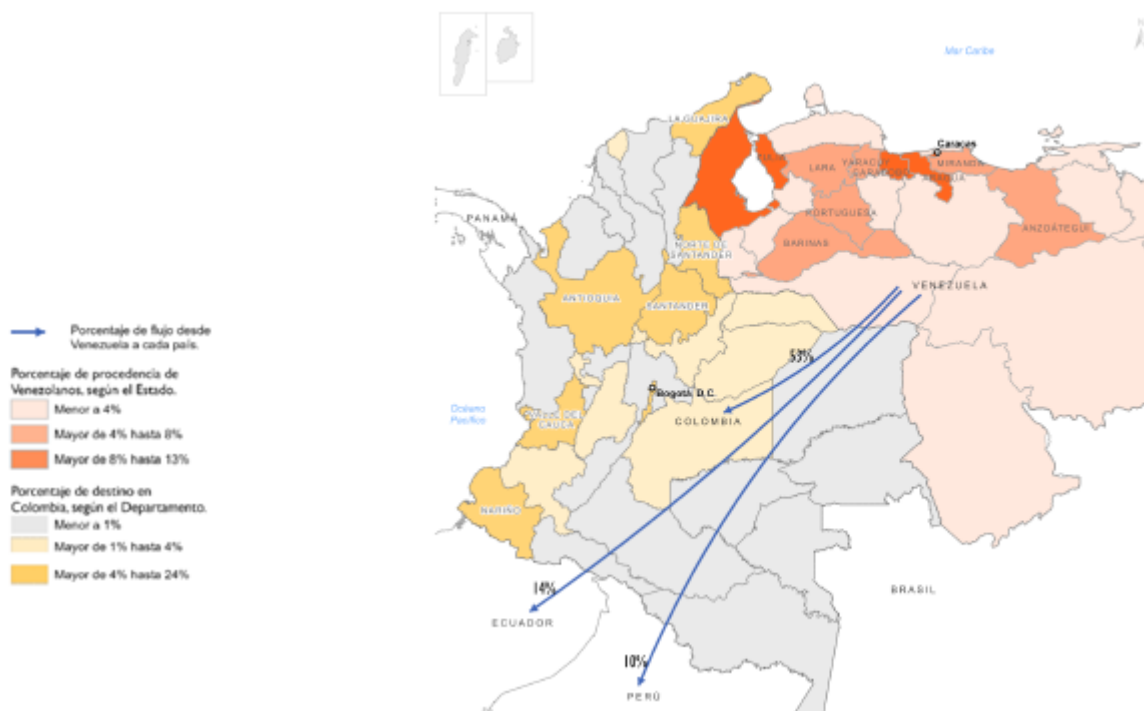 Mar Caribe
LA GUAJIRA
Caracas
ZULIA
LARA
YARACUY
CARABOBO
MIRANDA
ARAGUA
PORTUGUESA
ANZOÁTEGUI
BARINAS
PANAMÁ
NORTE DE
SANTANDER
VENEZUELA
ANTIOQUIA
SANTANDER
53%
Bogotá D.C.
COLOMBIA
Océano
Pacífico
VALLE DEL
CAUCA
NARIÑO
14%
ECUADOR
BRASIL
10%
PERÚ
Porcentaje de flujo desde
Venezuela a cada país.
Porcentaje de procedencia de
Venezolanos, según el Estado.
Menor a 4%
Mayor de 4% hasta 8%
Mayor de 8% hasta 13%
Porcentaje de destino en
Colombia, según el Departamento.
Menor a 1%
Mayor de 1% hasta 4%
Mayor de 4% hasta 24%